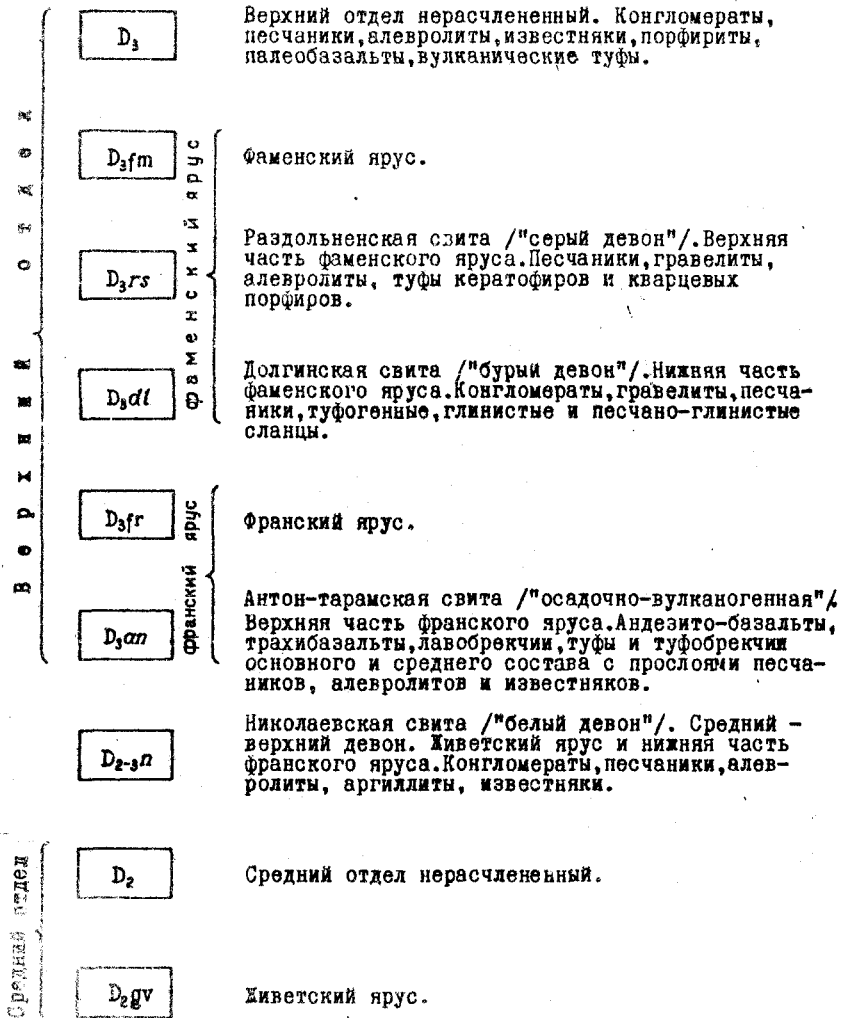 Верхний отдел
D₃
Верхний отдел нерасчлененный. Конгломераты,
песчаники,алевролиты,известняки,порфириты,
палеобазальты,вулканические туфы.
фаменский ярус
D₃fm
Фаменский ярус.
D₃rs
Раздольненская свита /"серый девон"/.Верхняя
часть фаменского яруса.Песчаники,гравелиты,
алевролиты, туфы кератофиров и кварцевых
порфиров.
D₃dl
Долгинская свита /"бурый девон"/.Нижняя часть
фаменского яруса.Конгломераты,гравелиты,песча-
ники,туфогенные,глинистые и песчано-глинистые
сланцы.
франский ярус
D₃fr
Франский ярус.
D₃an
Антон-тарамская свита /"осадочно-вулканогенная"/.
Верхняя часть франского яруса.Андезито-базальты,
трахибазальты,лавобрекчии,туфы и туфобрекчии
основного и среднего состава с прослоями песча-
ников, алевролитов и известняков.
D₂₋₃n
Николаевская свита /"белый девон"/. Средний -
верхний девон. Живетский ярус и нижняя часть
франского яруса.Конгломераты,песчаники,алев-
ролиты, аргиллиты, известняки.
Средний отдел
D₂
Средний отдел нерасчлененный.
D₂gv
Живетский ярус.